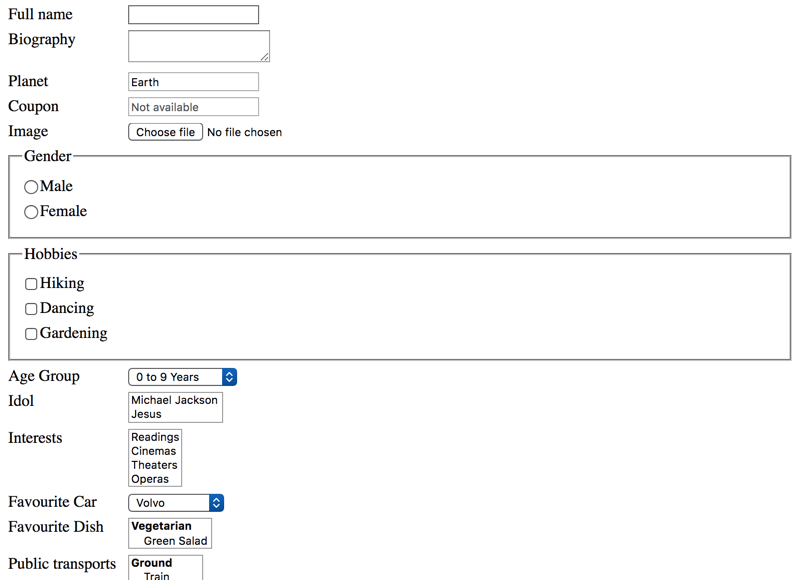 Full name
Biography
Planet Earth
Coupon Not available
Image Choose file No file chosen
Gender
Male
Female
Hobbies
Hiking
Dancing
Gardening
Age Group 0 to 9 Years
Idol Michael Jackson
Jesus
Interests Readings
Cinemas
Theaters
Operas
Favourite Car Volvo
Favourite Dish Vegetarian
Green Salad
Public transports Ground
Train